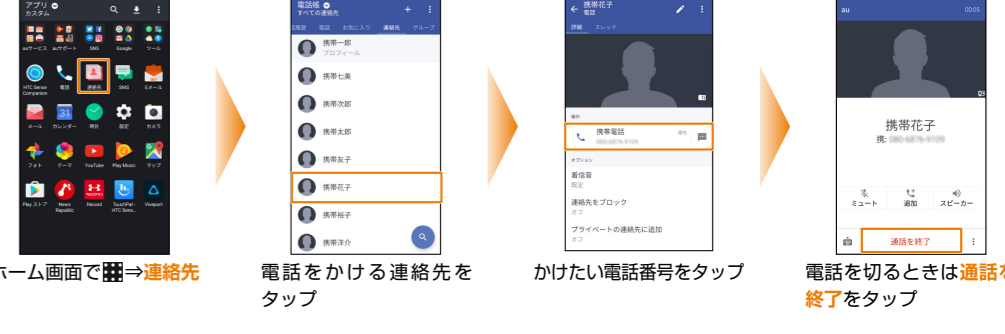 アプリ
カスタム
auサービス auサポート SNS Google ツール
HTC Sense Companion 電話 連絡先 SMS Eメール
メール カレンダー 時計 設定 カメラ
フォト テーマ YouTube Play Music マップ
Play ストア News Republic Record TouchPal - HTC Sens... Viveport
ホーム画面で⇒連絡先
電話帳
すべての連絡先
電話 お気に入り 連絡先 グループ
携帯一郎
プロフィール
携帯七美
携帯次郎
携帯太郎
携帯友子
携帯花子
携帯裕子
携帯洋介
電話をかける連絡先を
タップ
携帯花子
電話
詳細 スレッド
操作
携帯電話
オプション
着信音
既定
連絡先をブロック
オフ
プライベートの連絡先に追加
オフ
かけたい電話番号をタップ
au 00:05
携帯花子
携:
ミュート 追加 スピーカー
通話を終了
電話を切るときは通話を
終了をタップ